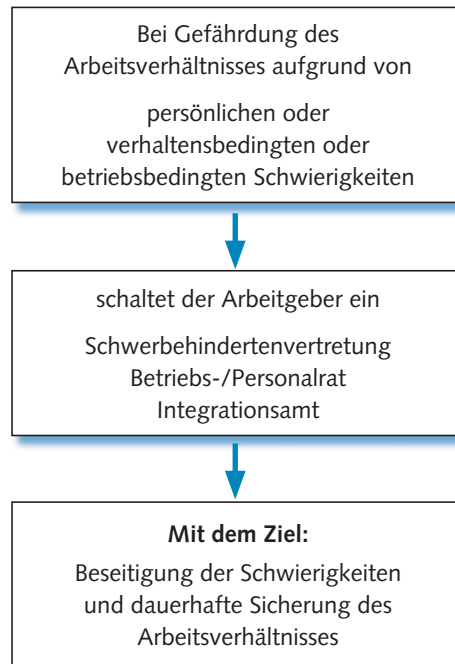 Bei Gefährdung des
Arbeitsverhältnisses aufgrund von
persönlichen oder
verhaltensbedingten oder
betriebsbedingten Schwierigkeiten
schaltet der Arbeitgeber ein
Schwerbehindertenvertretung
Betriebs-/Personalrat
Integrationsamt
Mit dem Ziel:
Beseitigung der Schwierigkeiten
und dauerhafte Sicherung des
Arbeitsverhältnisses